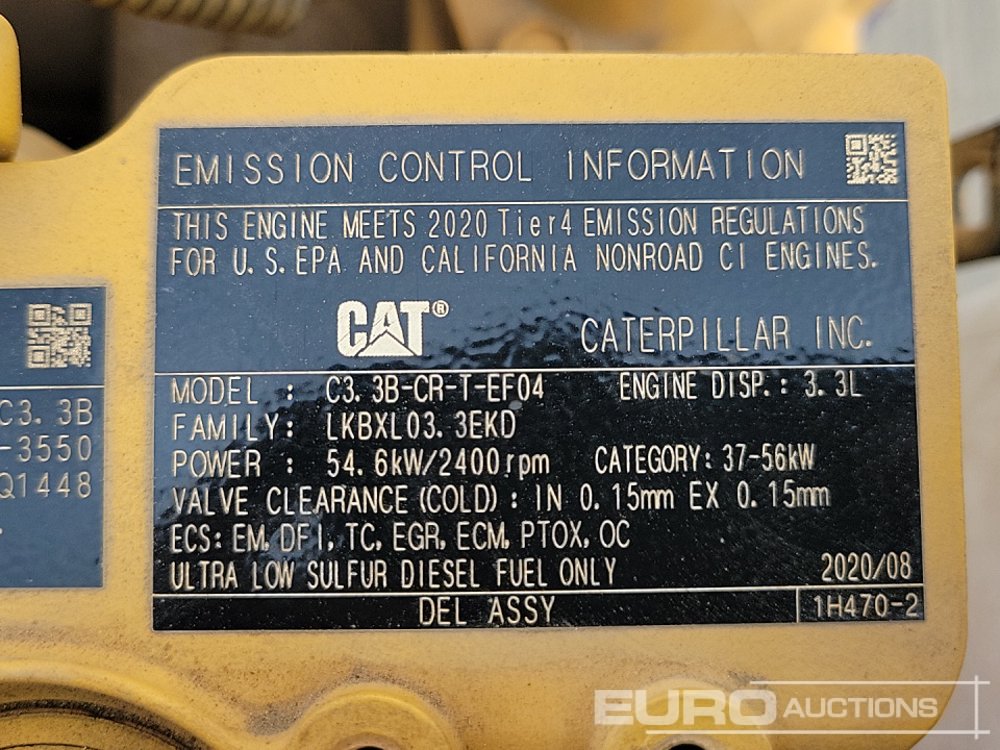 EMISSION CONTROL INFORMATION
THIS ENGINE MEETS 2020 Tier4 EMISSION REGULATIONS
FOR U.S.EPA AND CALIFORNIA NONROAD CI ENGINES.
CAT® CATERPILLAR INC.
MODEL : C3.3B-CR-T-EF04 ENGINE DISP.: 3.3L
FAMILY: LKBXL03.3EKD
POWER : 54.6kW/2400rpm CATEGORY: 37-56kW
VALVE CLEARANCE(COLD): IN 0.15mm EX 0.15mm
ECS: EM, DFI, TC, EGR, ECM, PTOX, OC
ULTRA LOW SULFUR DIESEL FUEL ONLY 2020/08
DEL ASSY 1H470-2
C3.3B
-3550
Q1448
EURO AUCTIONS